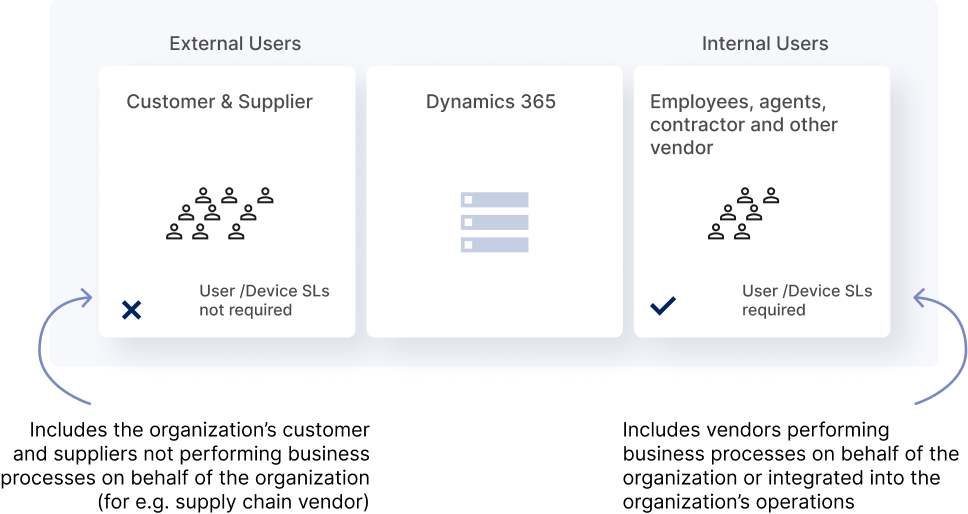 External Users
Internal Users
Customer & Supplier
Dynamics 365
Employees, agents,
contractor and other
vendor
User /Device SLs
not required
User /Device SLs
required
Includes the organization’s customer
and suppliers not performing business
processes on behalf of the organization
(for e.g. supply chain vendor)
Includes vendors performing
business processes on behalf of the
organization or integrated into the
organization’s operations